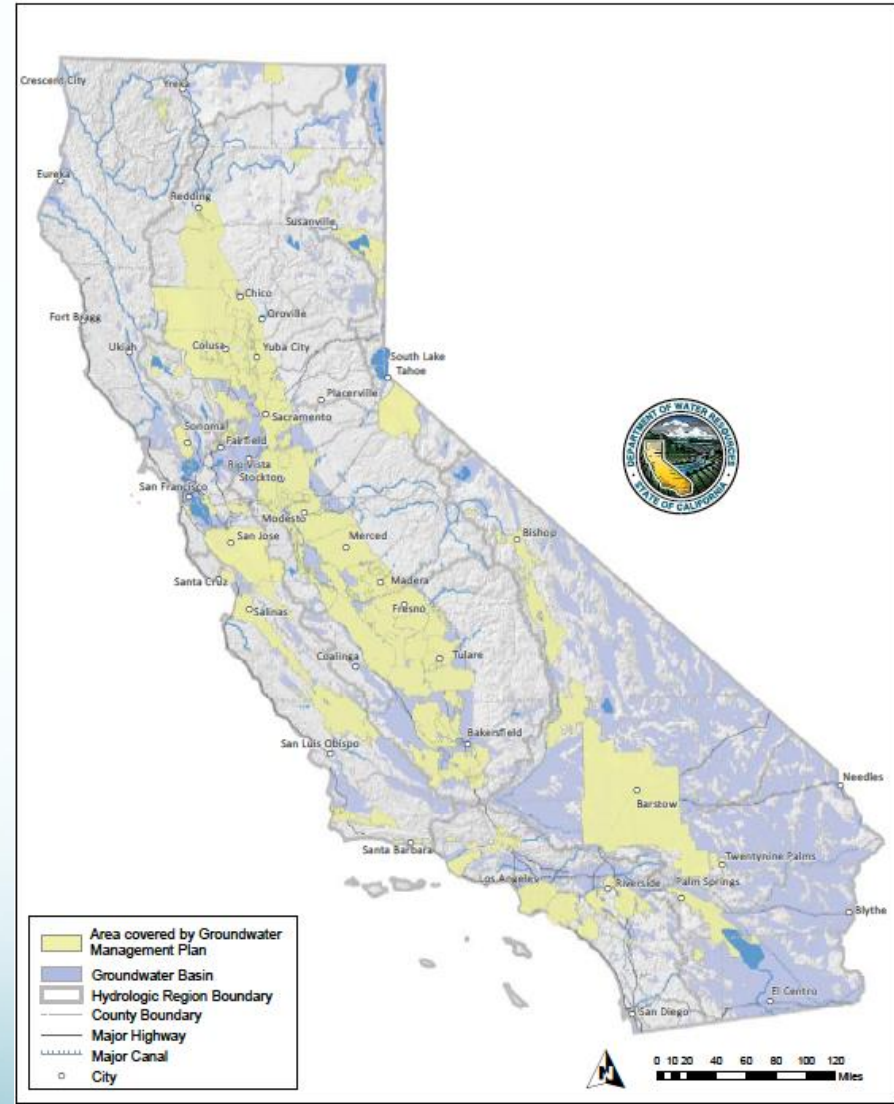 Crescent City
Yreka
Eureka
Redding
Susanville
Chico
Oroville
Fort Bragg
Ukiah
Colusa
Yuba City
South Lake
Tahoe
Placerville
Sacramento
Sonoma
Fairfield
Rio Vista
Stockton
San Francisco
Modesto
San Jose
Merced
Bishop
Santa Cruz
Madera
Salinas
Fresno
Coalinga
Tulare
San Luis Obispo
Bakersfield
Needles
Barstow
Santa Barbara
Twentynine Palms
Los Angeles
Riverside
Palm Springs
Blythe
El Centro
San Diego
DEPARTMENT OF WATER RESOURCES
STATE OF CALIFORNIA
Area covered by Groundwater
Management Plan
Groundwater Basin
Hydrologic Region Boundary
County Boundary
Major Highway
Major Canal
City
N
0 10 20 40 60 80 100 120
Miles